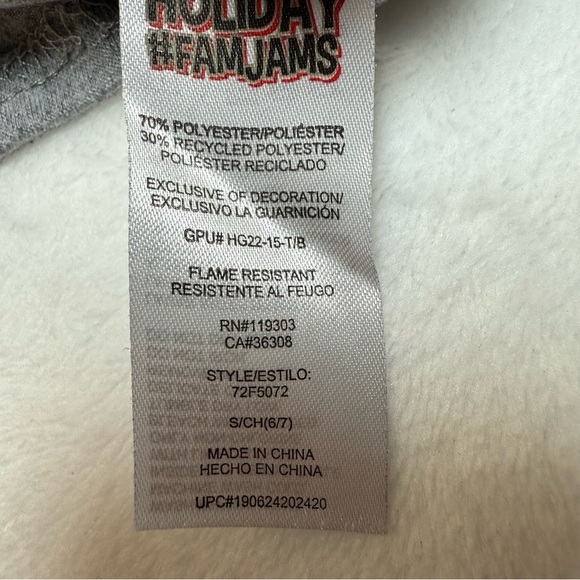 HOLIDAY
#FAMJAMS
70% POLYESTER/POLIÉSTER
30% RECYCLED POLYESTER/
POLIÉSTER RECICLADO
EXCLUSIVE OF DECORATION/
EXCLUSIVO LA GUARNICIÓN
GPU# HG22-15-T/B
FLAME RESISTANT
RESISTENTE AL FEUGO
RN#119303
CA#36308
STYLE/ESTILO:
72F5072
S/CH(6/7)
MADE IN CHINA
HECHO EN CHINA
UPC#190624202420